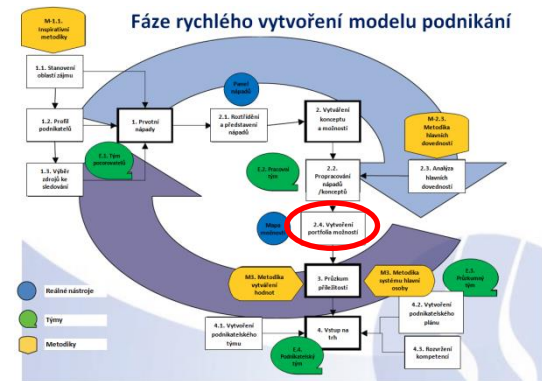 Fáze rychlého vytvoření modelu podnikání
M-1.1.
Inspirativní
metodiky
1.1. Stanovení
oblastí zájmu
1.2. Profil
podnikatelů
1.3. Výběr
zdrojů ke
sledování
E.1. Tým
1. Prvotní
nápady
nápadů
2.1. Roztřídění
a představení
nápadů
2. Vytváření
konceptu
a možností
M-2.3.
Metodika
hlavních
dovedností
E.2. Pracovní
tým
2.2.
Propracování
nápadů
/konceptů
2.3. Analýza
hlavních
dovedností
Mapa
možností
2.4. Vytvoření
portfolia možností
M3. Metodika
vytváření
hodnot
3. Průzkum
příležitostí
M3. Metodika
systému hlavní
osoby
E.3.
Průzkumný
tým
4.1. Vytvoření
podnikatelského
týmu
E.4.
Podnikatelský
tým
4. Vstup na
trh
4.2. Vytvoření
podnikatelského
plánu
4.3. Rozvržení
kompetencí
Reálné nástroje
Týmy
Metodiky